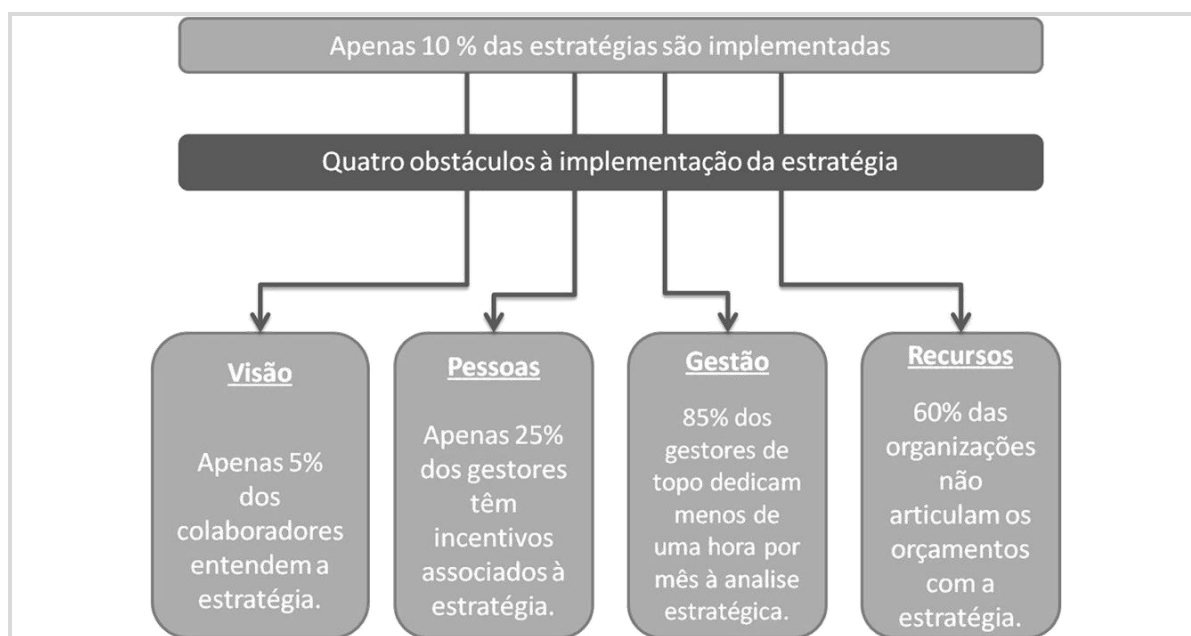 Apenas 10 % das estratégias são implementadas
Quatro obstáculos à implementação da estratégia
Visão
Apenas 5%
dos
colaboradores
entendem a
estratégia.
Pessoas
Apenas 25%
dos gestores
têm
incentivos
associados à
estratégia.
Gestão
85% dos
gestores de
topo dedicam
menos de
uma hora por
mês à analise
estratégica.
Recursos
60% das
organizações
não
articulam os
orçamentos
com a
estratégia.